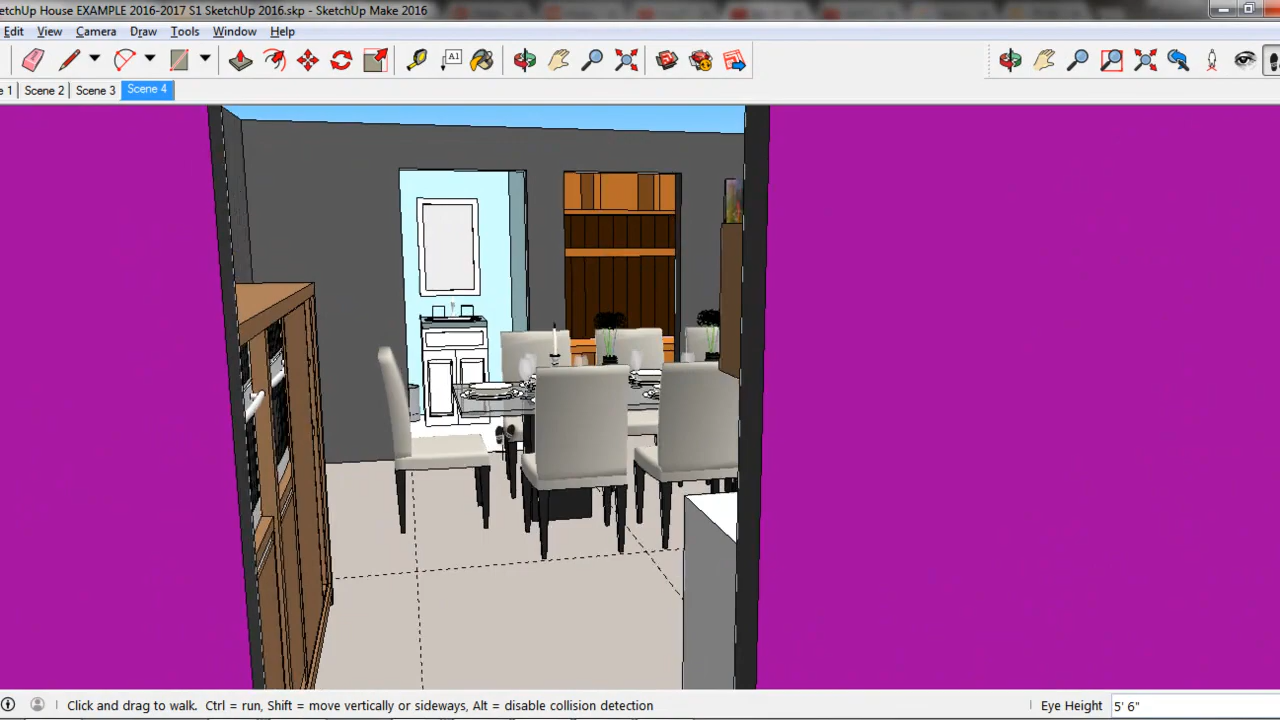 etchUp House EXAMPLE 2016-2017 S1 SketchUp 2016.skp - SketchUp Make 2016
Edit View Camera Draw Tools Window Help
A1
e 1 Scene 2 Scene 3 Scene 4
Click and drag to walk. Ctrl = run, Shift = move vertically or sideways, Alt = disable collision detection Eye Height 5' 6"